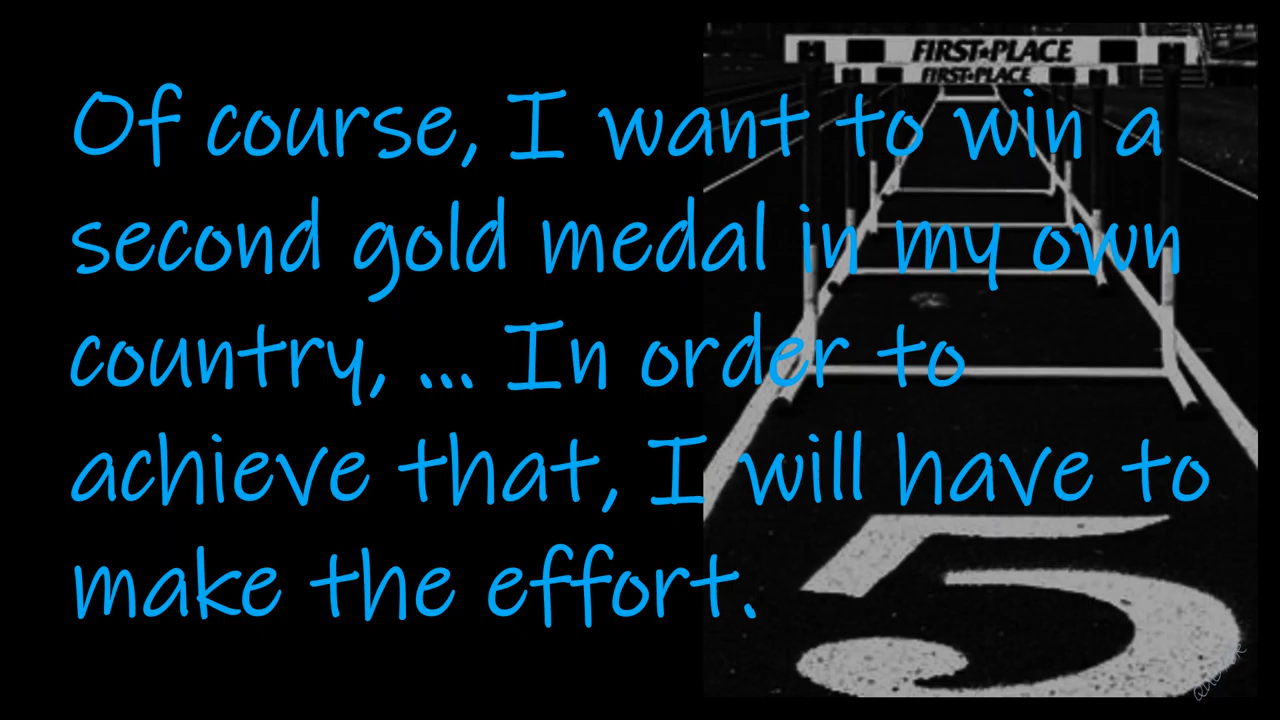 FIRST★PLACE
FIRST★PLACE
Of course, I want to win a
second gold medal in my own
country, ... In order to
achieve that, I will have to
make the effort.
5